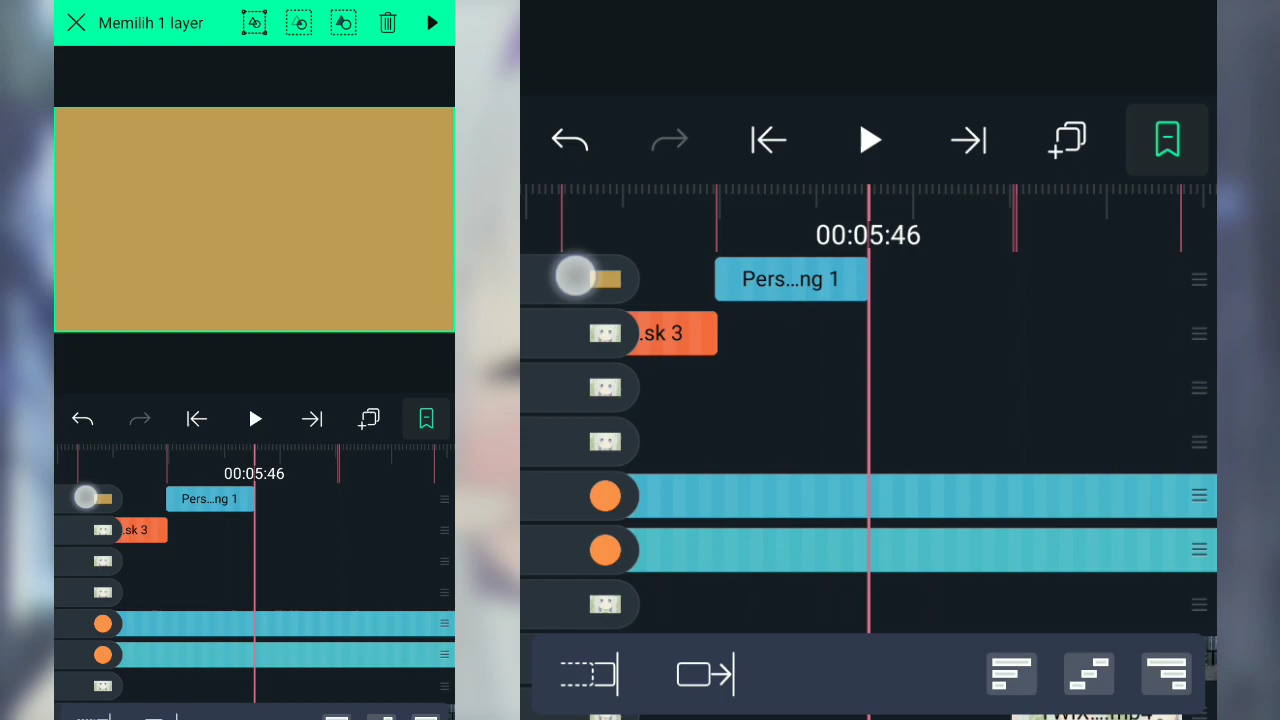 Memilih 1 layer
00:05:46
Pers...ng 1
.sk 3
00:05:46
Pers...ng 1
.sk 3